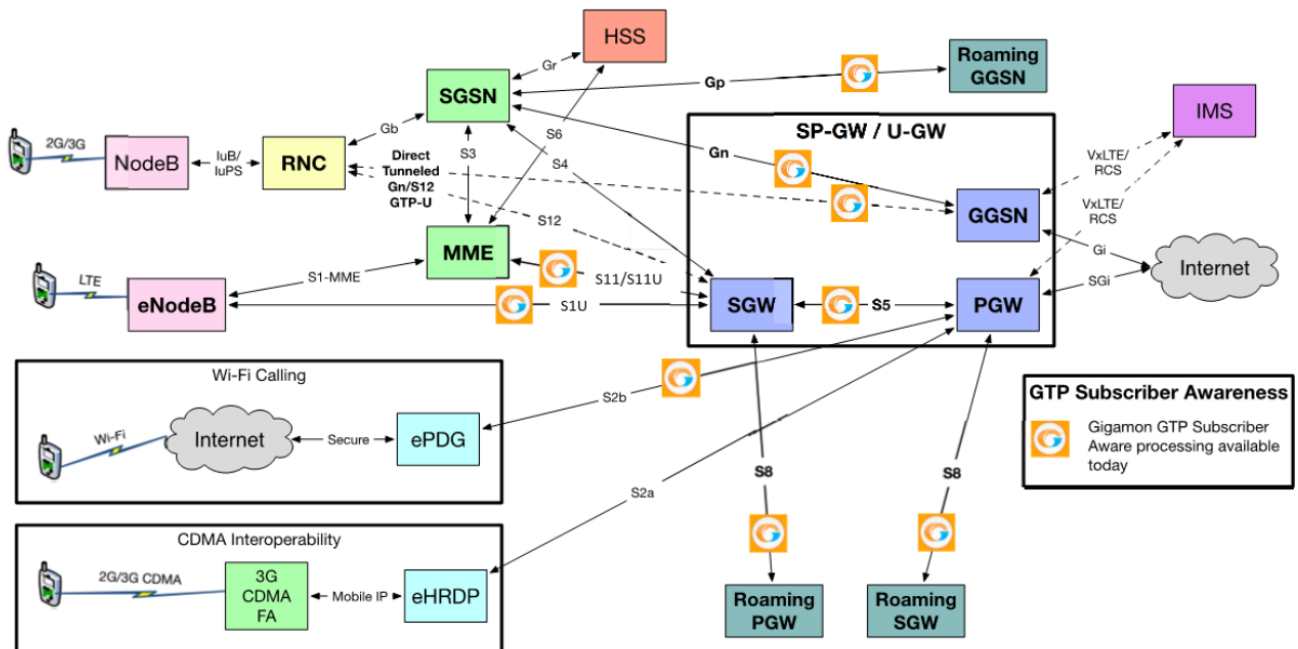 HSS
Roaming
GGSN
Gr
Gp
SGSN
IMS
SP-GW / U-GW
2G/3G
NodeB
IuB/
IuPS
RNC
Gb
Direct
Tunneled
Gn/S12
GTP-U
S3
S6
S4
Gn
VxLTE/
RCS
GGSN
VxLTE/
RCS
S12
MME
Gi
Internet
SGi
LTE
eNodeB
S1-MME
S11/S11U
S1U
SGW
S5
PGW
Wi-Fi Calling
Wi-Fi
Internet
Secure
ePDG
S2b
GTP Subscriber Awareness
Gigamon GTP Subscriber
Aware processing available
today
S2a
S8
S8
CDMA Interoperability
2G/3G CDMA
3G
CDMA
FA
Mobile IP
eHRDP
Roaming
PGW
Roaming
SGW